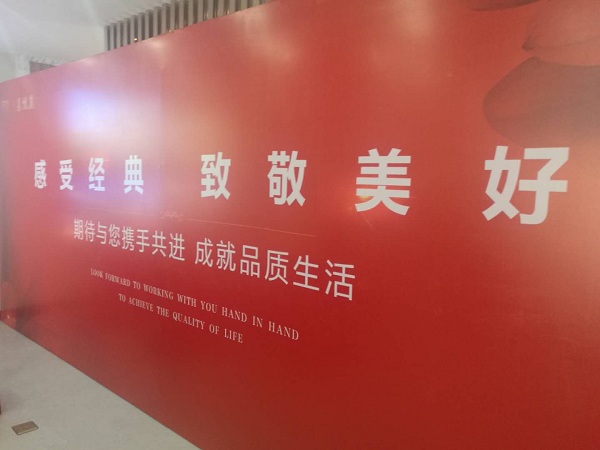 感受经典 致敬美好
期待与您携手共进 成就品质生活
LOOK FORWARD TO WORKING WITH YOU HAND IN HAND
TO ACHIEVE THE QUALITY OF LIFE